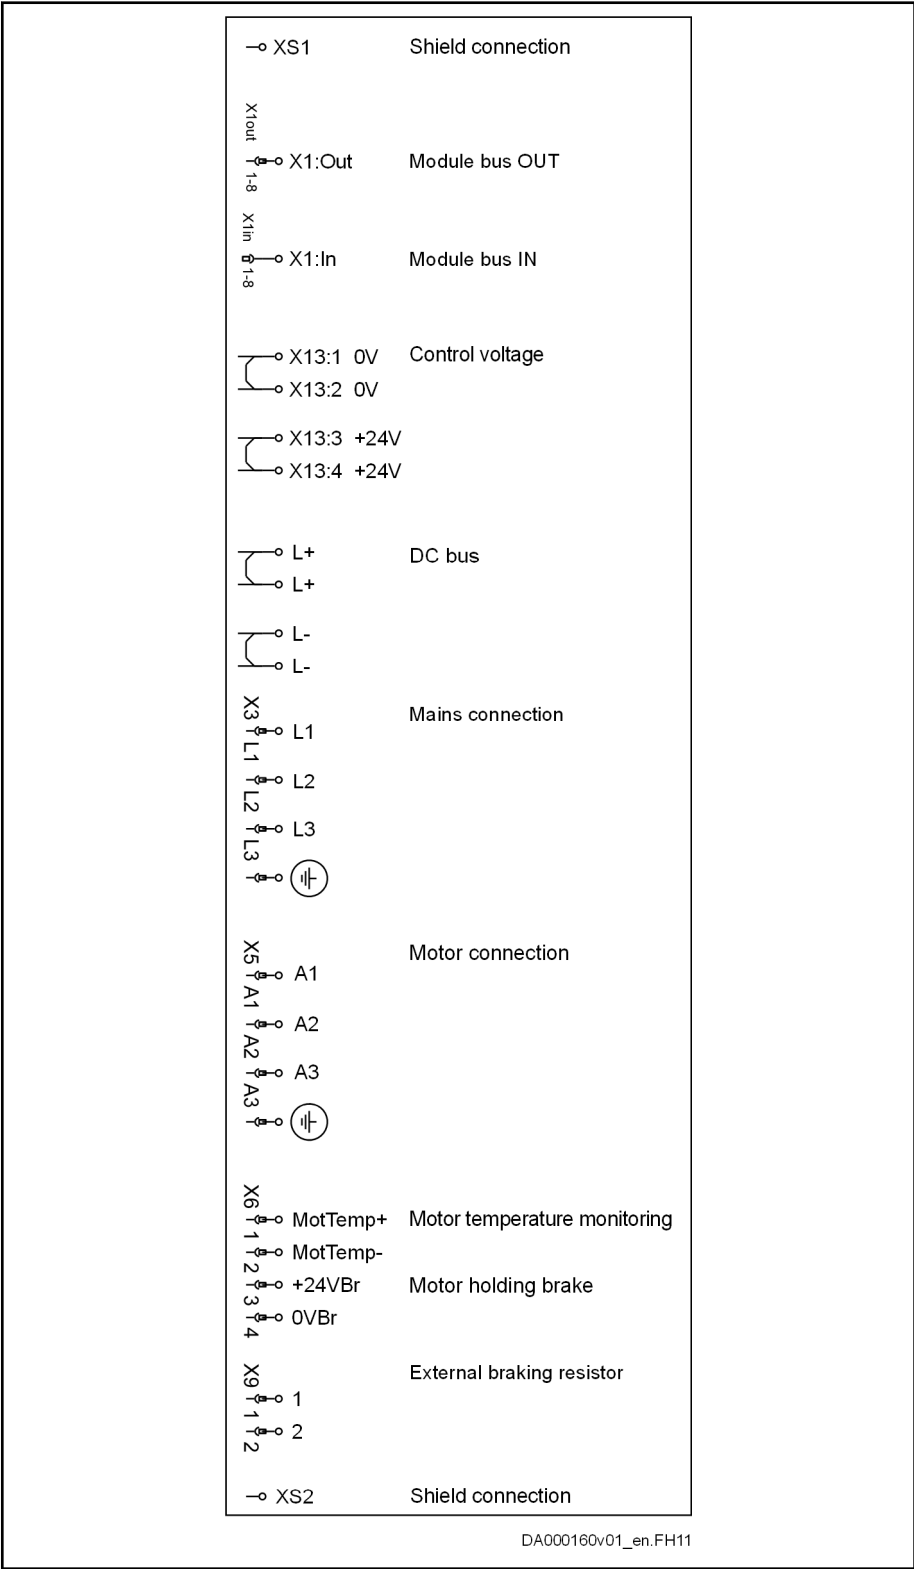 XS1 Shield connection
X1out
1-8
X1:Out Module bus OUT
X1in
1-8
X1:In Module bus IN
X13:1 0V Control voltage
X13:2 0V
X13:3 +24V
X13:4 +24V
L+ DC bus
L+
L-
L-
X3 Mains connection
L1 L1
L2 L2
L3 L3
X5 Motor connection
A1 A1
A2 A2
A3 A3
X6
1 MotTemp+ Motor temperature monitoring
2 MotTemp-
3 +24VBr Motor holding brake
4 0VBr
X9 External braking resistor
1 1
2 2
XS2 Shield connection
DA000160v01_en.FH11